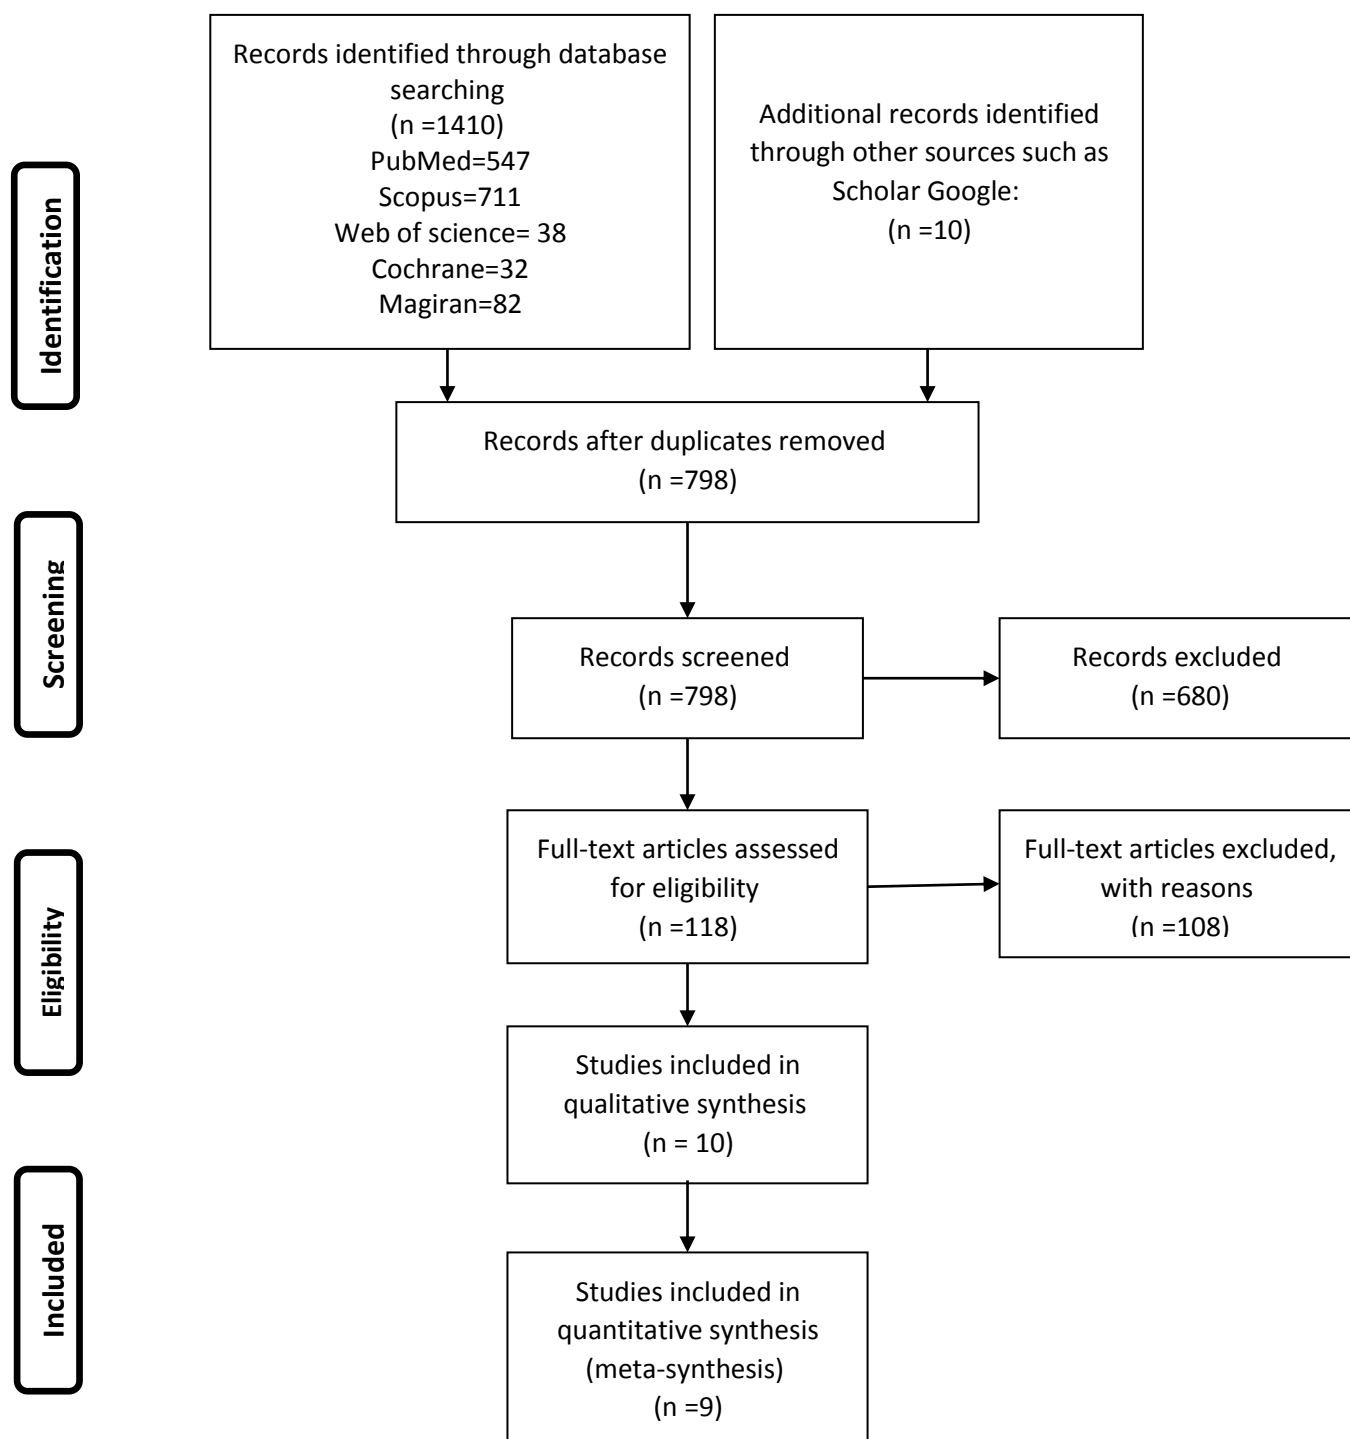 Records identified through database
searching
(n =1410)
PubMed=547
Scopus=711
Web of science= 38
Cochrane=32
Magiran=82
Additional records identified
through other sources such as
Scholar Google:
(n =10)
Identification
Records after duplicates removed
(n =798)
Screening
Records screened
(n =798)
Records excluded
(n =680)
Full-text articles assessed
for eligibility
(n =118)
Full-text articles excluded,
with reasons
(n =108)
Eligibility
Studies included in
qualitative synthesis
(n = 10)
Included
Studies included in
quantitative synthesis
(meta-synthesis)
(n =9)